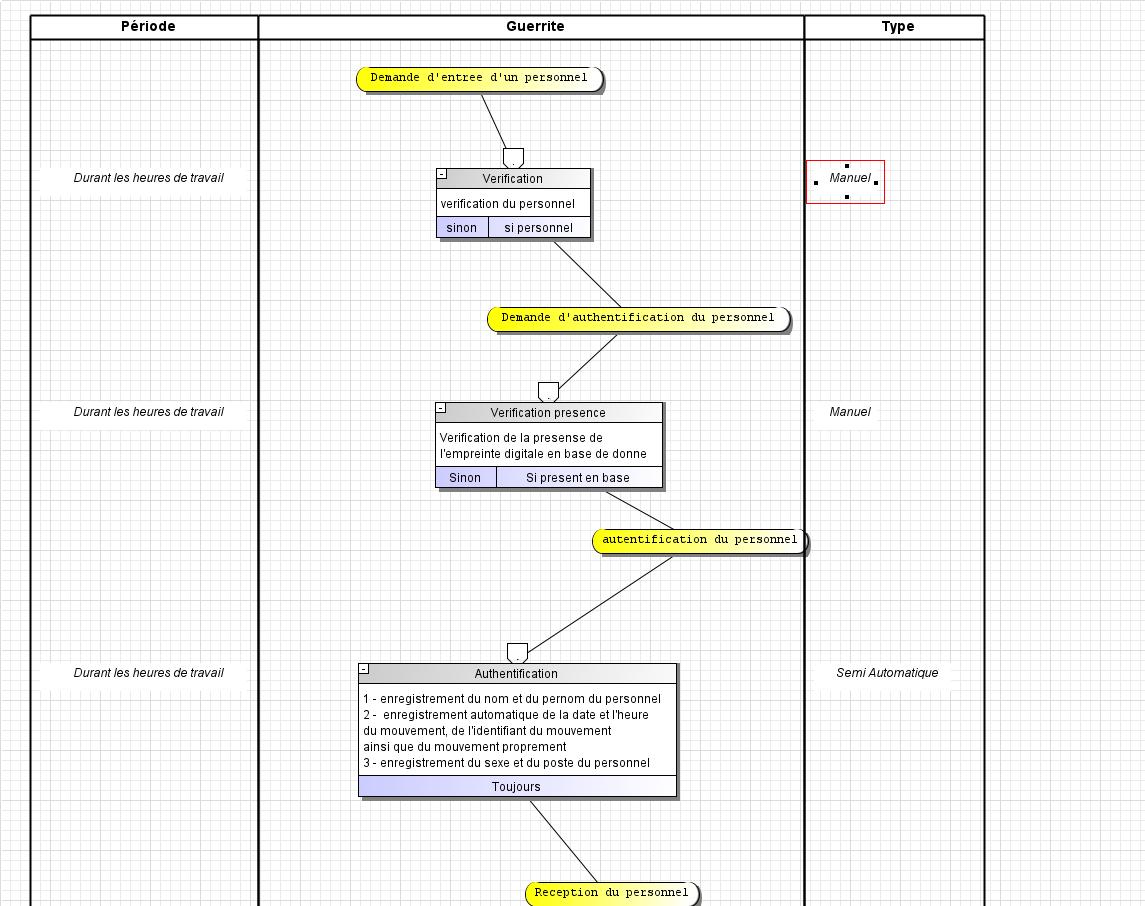 Période Guerrite Type
Demande d'entree d'un personnel
Durant les heures de travail
Verification
verification du personnel
sinon si personnel
Manuel
Demande d'authentification du personnel
Durant les heures de travail
Verification presence
Verification de la presense de
l'empreinte digitale en base de donne
Sinon Si present en base
Manuel
autentification du personnel
Durant les heures de travail
Authentification
1 - enregistrement du nom et du pernom du personnel
2 - enregistrement automatique de la date et l'heure
du mouvement, de l'identifiant du mouvement
ainsi que du mouvement proprement
3 - enregistrement du sexe et du poste du personnel
Toujours
Semi Automatique
Reception du personnel